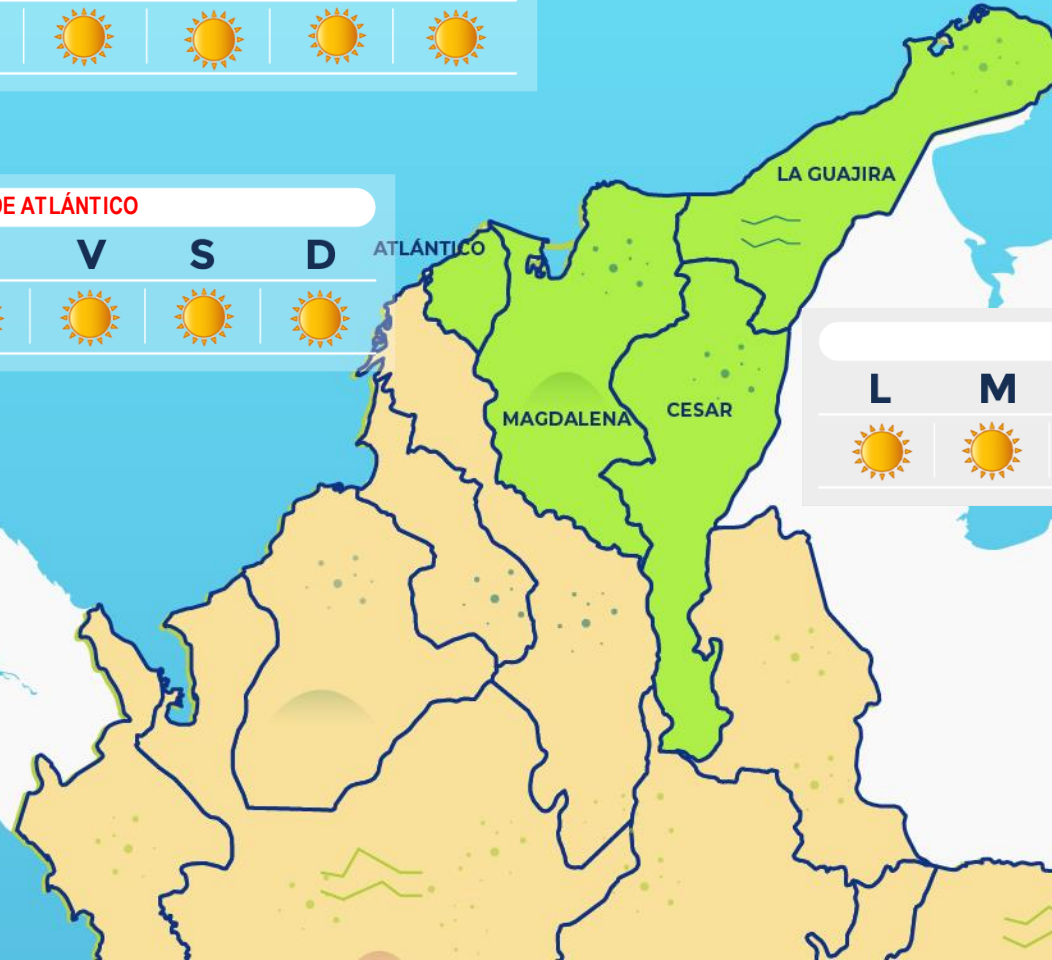 DE ATLÁNTICO
V S D
LA GUAJIRA
ATLÁNTICO
L M
MAGDALENA
CESAR